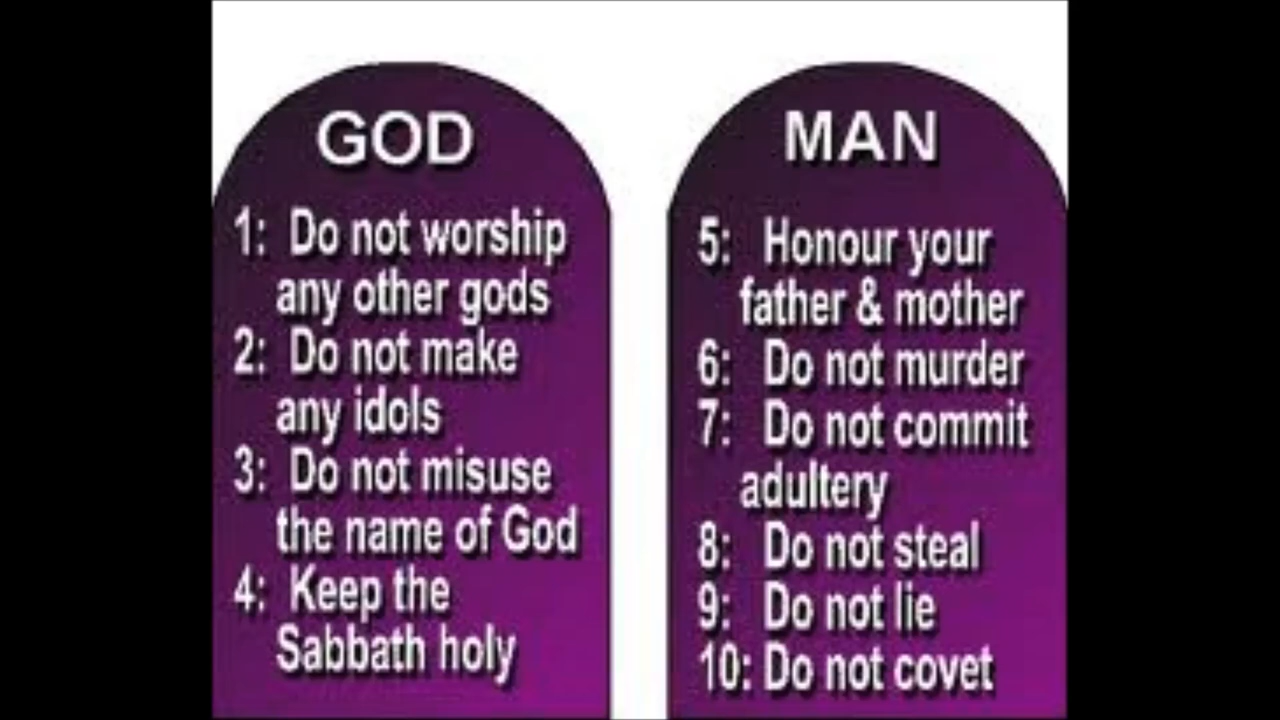 GOD
1: Do not worship
any other gods
2: Do not make
any idols
3: Do not misuse
the name of God
4: Keep the
Sabbath holy
MAN
5: Honour your
father & mother
6: Do not murder
7: Do not commit
adultery
8: Do not steal
9: Do not lie
10: Do not covet